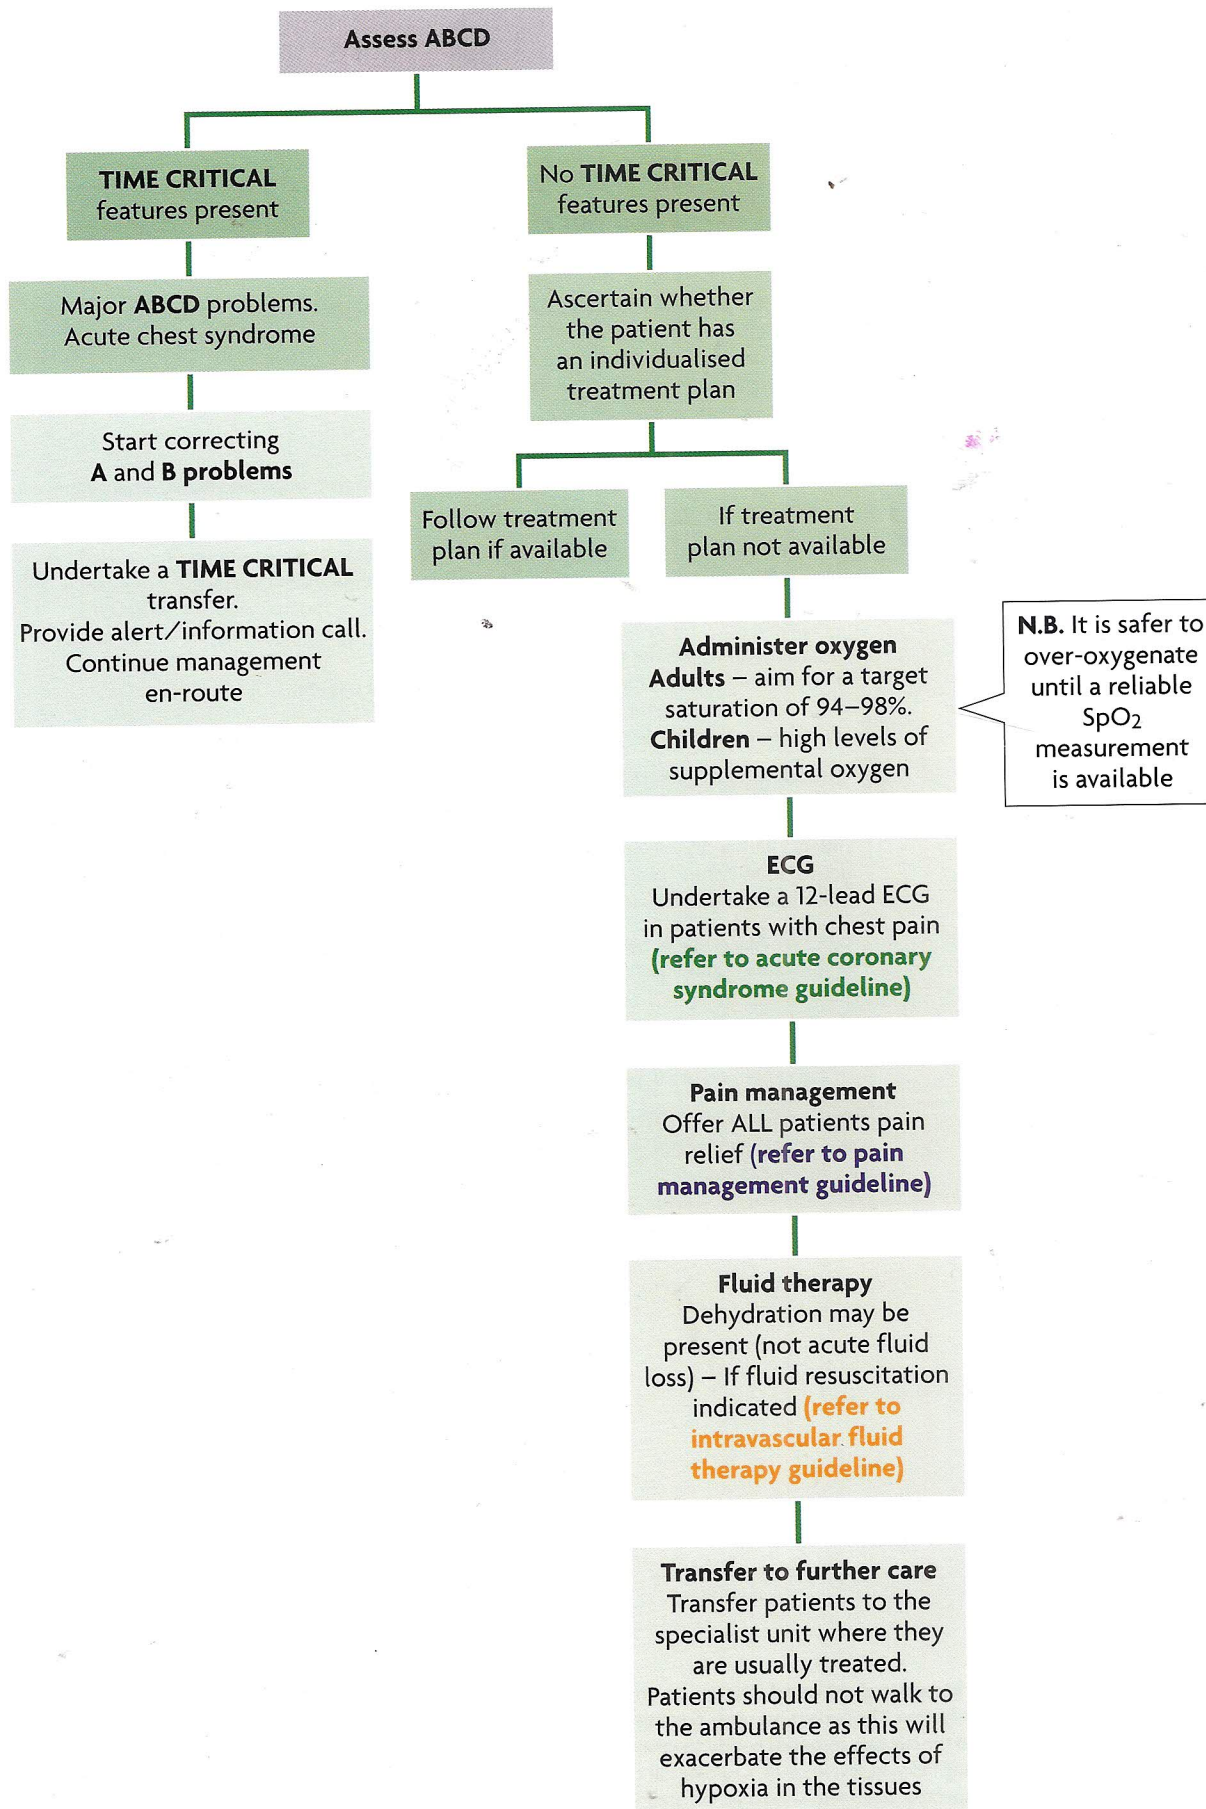 Assess ABCD
TIME CRITICAL
features present
Major ABCD problems.
Acute chest syndrome
Start correcting
A and B problems
Undertake a TIME CRITICAL
transfer.
Provide alert/information call.
Continue management
en-route
No TIME CRITICAL
features present
Ascertain whether
the patient has
an individualised
treatment plan
Follow treatment
plan if available
If treatment
plan not available
Administer oxygen
Adults – aim for a target
saturation of 94–98%.
Children – high levels of
supplemental oxygen
N.B. It is safer to
over-oxygenate
until a reliable
SpO2
measurement
is available
ECG
Undertake a 12-lead ECG
in patients with chest pain
(refer to acute coronary
syndrome guideline)
Pain management
Offer ALL patients pain
relief (refer to pain
management guideline)
Fluid therapy
Dehydration may be
present (not acute fluid
loss) – If fluid resuscitation
indicated (refer to
intravascular fluid
therapy guideline)
Transfer to further care
Transfer patients to the
specialist unit where they
are usually treated.
Patients should not walk to
the ambulance as this will
exacerbate the effects of
hypoxia in the tissues